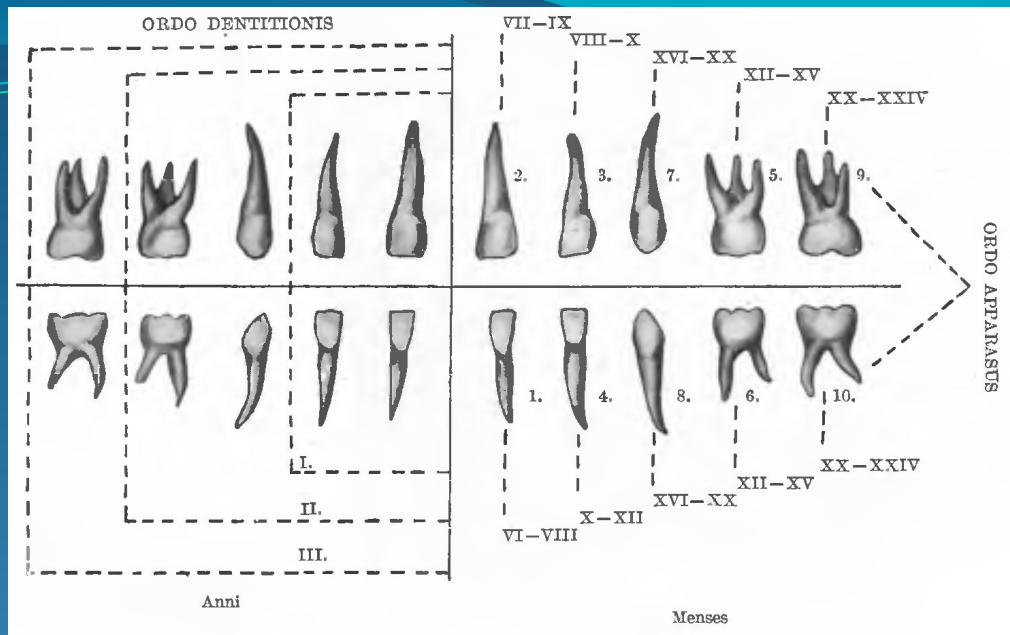 ORDO DENTITIONIS
VII–IX
VIII–X
XVI–XX
XII–XV
XX–XXIV
2.
3.
7.
5.
9.
ORDO APPARASUS
1.
4.
8.
6.
10.
I.
II.
III.
VI–VIII
X–XII
XVI–XX
XII–XV
XX–XXIV
Anni
Menses